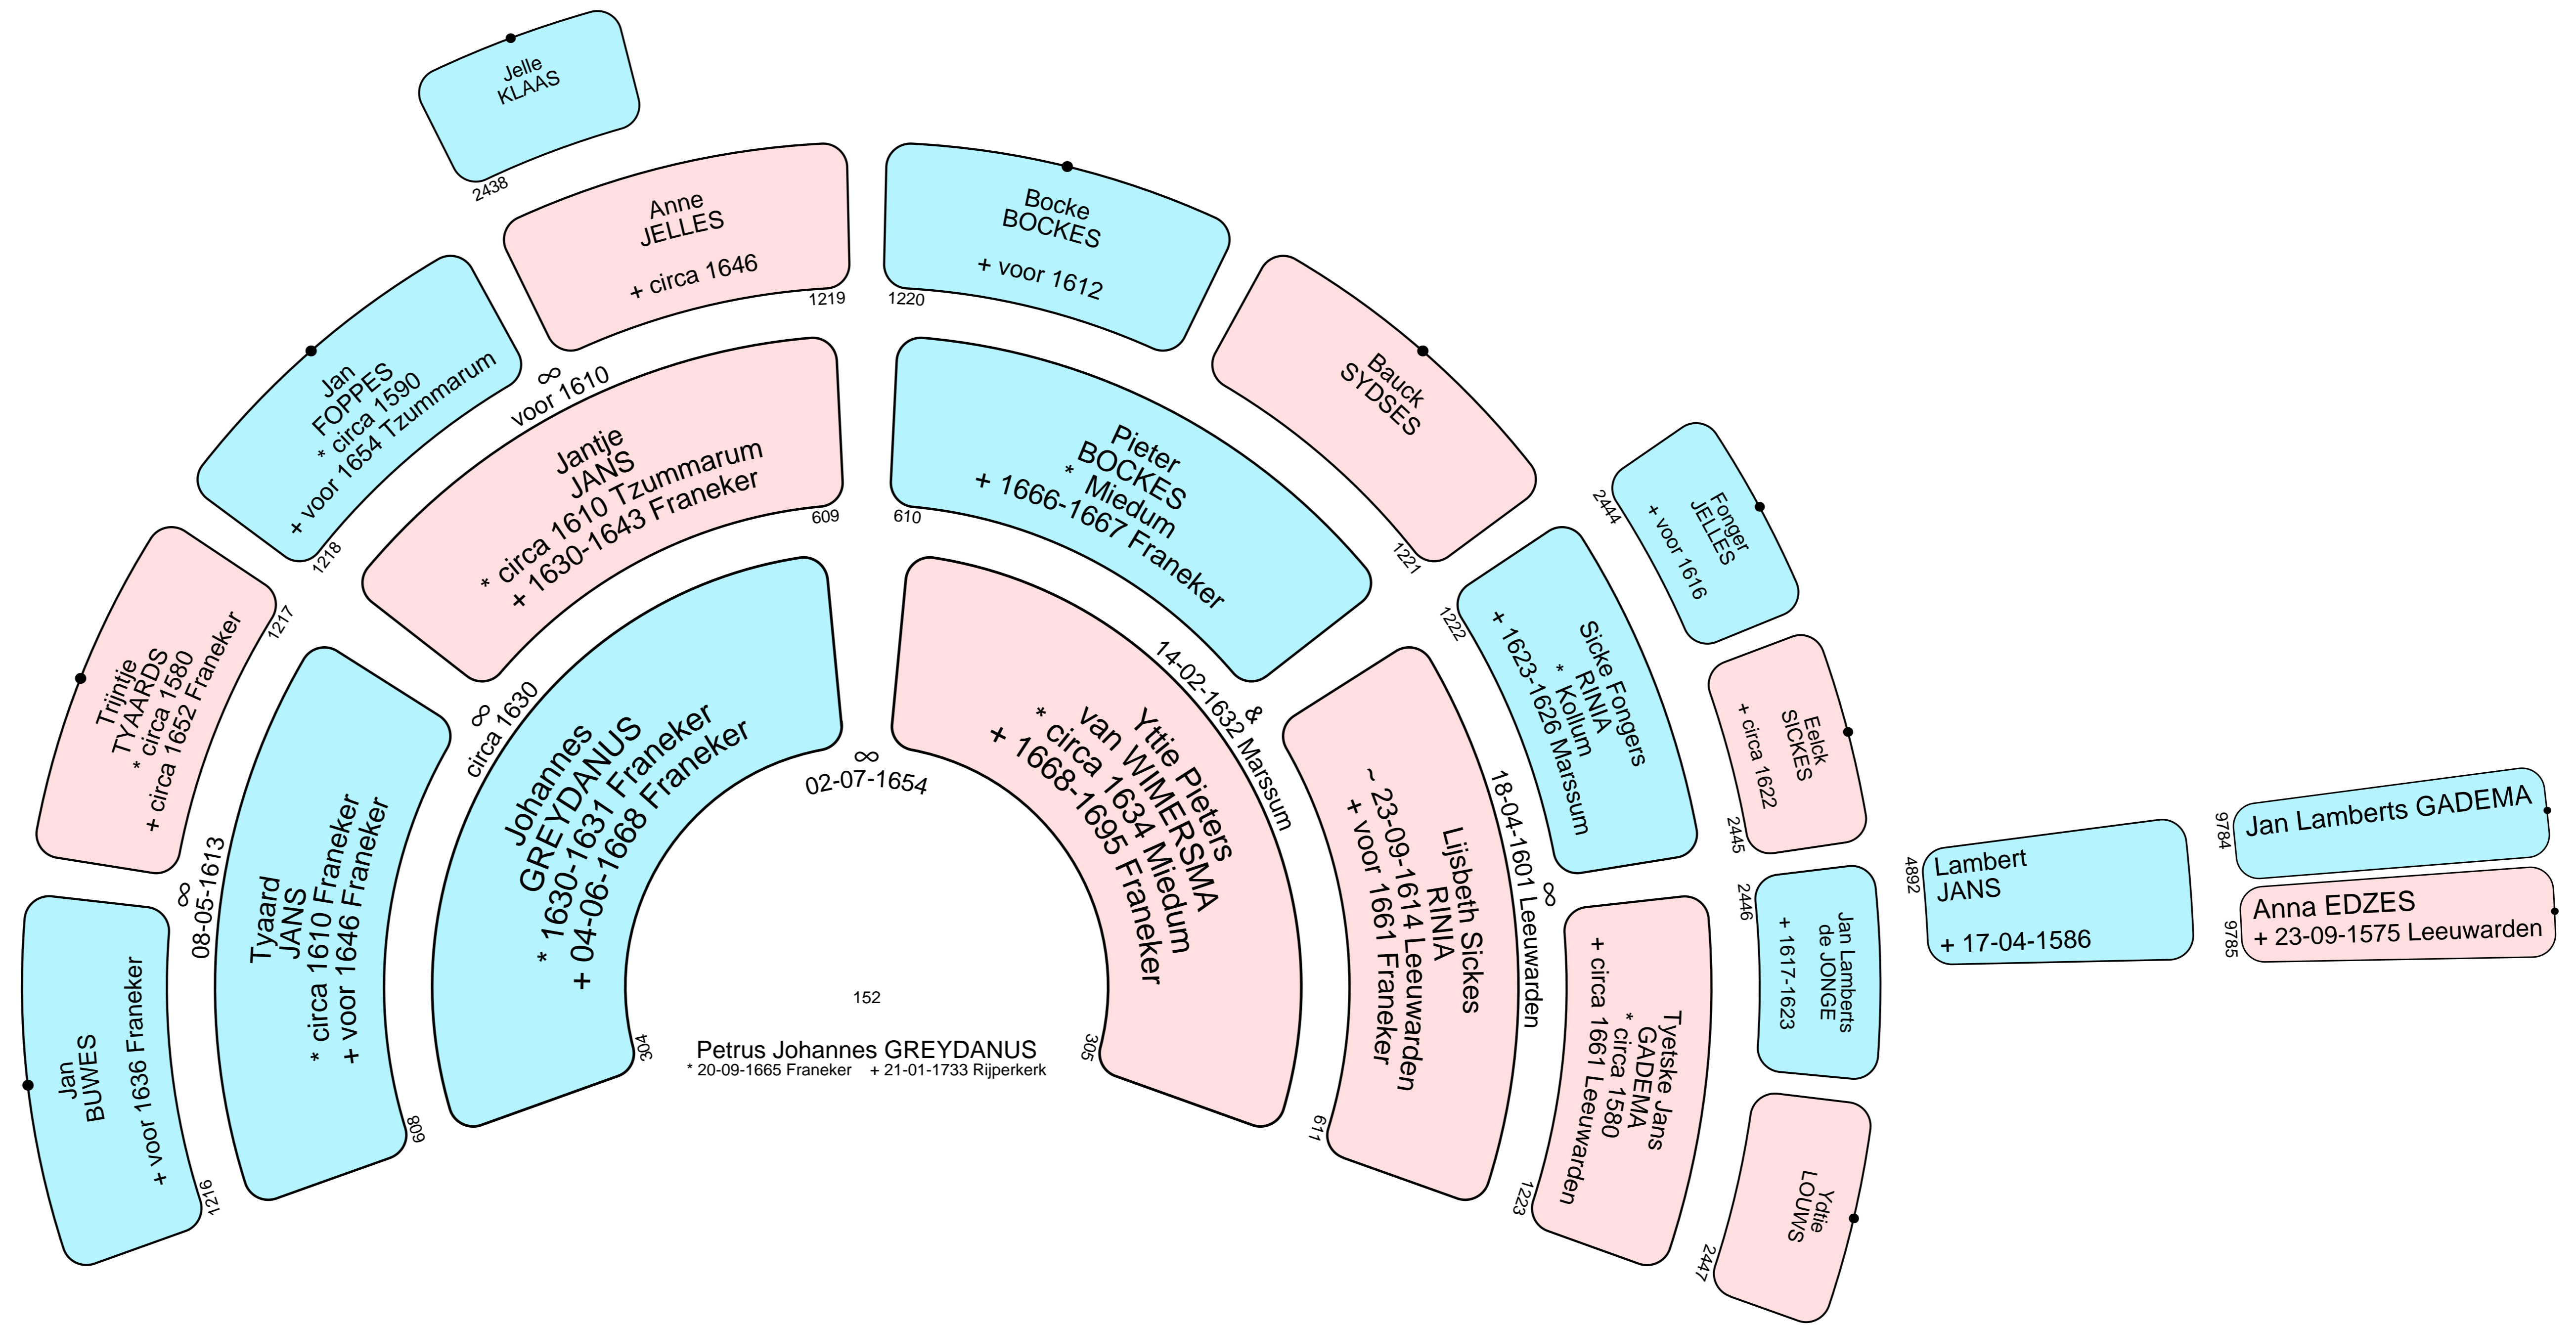 Jelle
KLAAS
2438
Anne
JELLES
+ circa 1646
1219
Bocke
BOCKES
+ voor 1612
1220
Jan
FOPPES
* circa 1590
+ voor 1654 Tzummarum
1218
∞
voor 1610
Bauck
SYDSES
1221
Jantje
JANS
* circa 1610 Tzummarum
+ 1630-1643 Franeker
609
Pieter
BOCKES
* Miedum
+ 1666-1667 Franeker
610
Fonger
JELLES
+ voor 1616
2444
Trijntje
TYAARDS
* circa 1580
+ circa 1652 Franeker
1217
Sicke Fongers
RINIA
* Kollum
+ 1623-1626 Marssum
1222
Eelck
SICKES
+ circa 1622
2445
∞
circa 1630
&
14-02-1632 Marssum
Johannes
GREYDANUS
* 1630-1631 Franeker
+ 04-06-1668 Franeker
304
∞
02-07-1654
Yttie Pieters
van WIMERSMA
* circa 1634 Miedum
+ 1668-1695 Franeker
305
∞
08-05-1613
Tyaard
JANS
* circa 1610 Franeker
+ voor 1646 Franeker
608
Lijsbeth Sickes
RINIA
~ 23-09-1614 Leeuwarden
+ voor 1661 Franeker
611
∞
18-04-1601 Leeuwarden
Jan
BUWES
+ voor 1636 Franeker
1216
Tyetske Jans
GADEMA
* circa 1580
+ circa 1661 Leeuwarden
1223
Jan Lamberts
de JONGE
+ 1617-1623
2446
Ydtie
LOUWS
2447
Lambert
JANS
+ 17-04-1586
4892
Jan Lamberts GADEMA
9784
Anna EDZES
+ 23-09-1575 Leeuwarden
9785
152
Petrus Johannes GREYDANUS
* 20-09-1665 Franeker + 21-01-1733 Rijperkerk